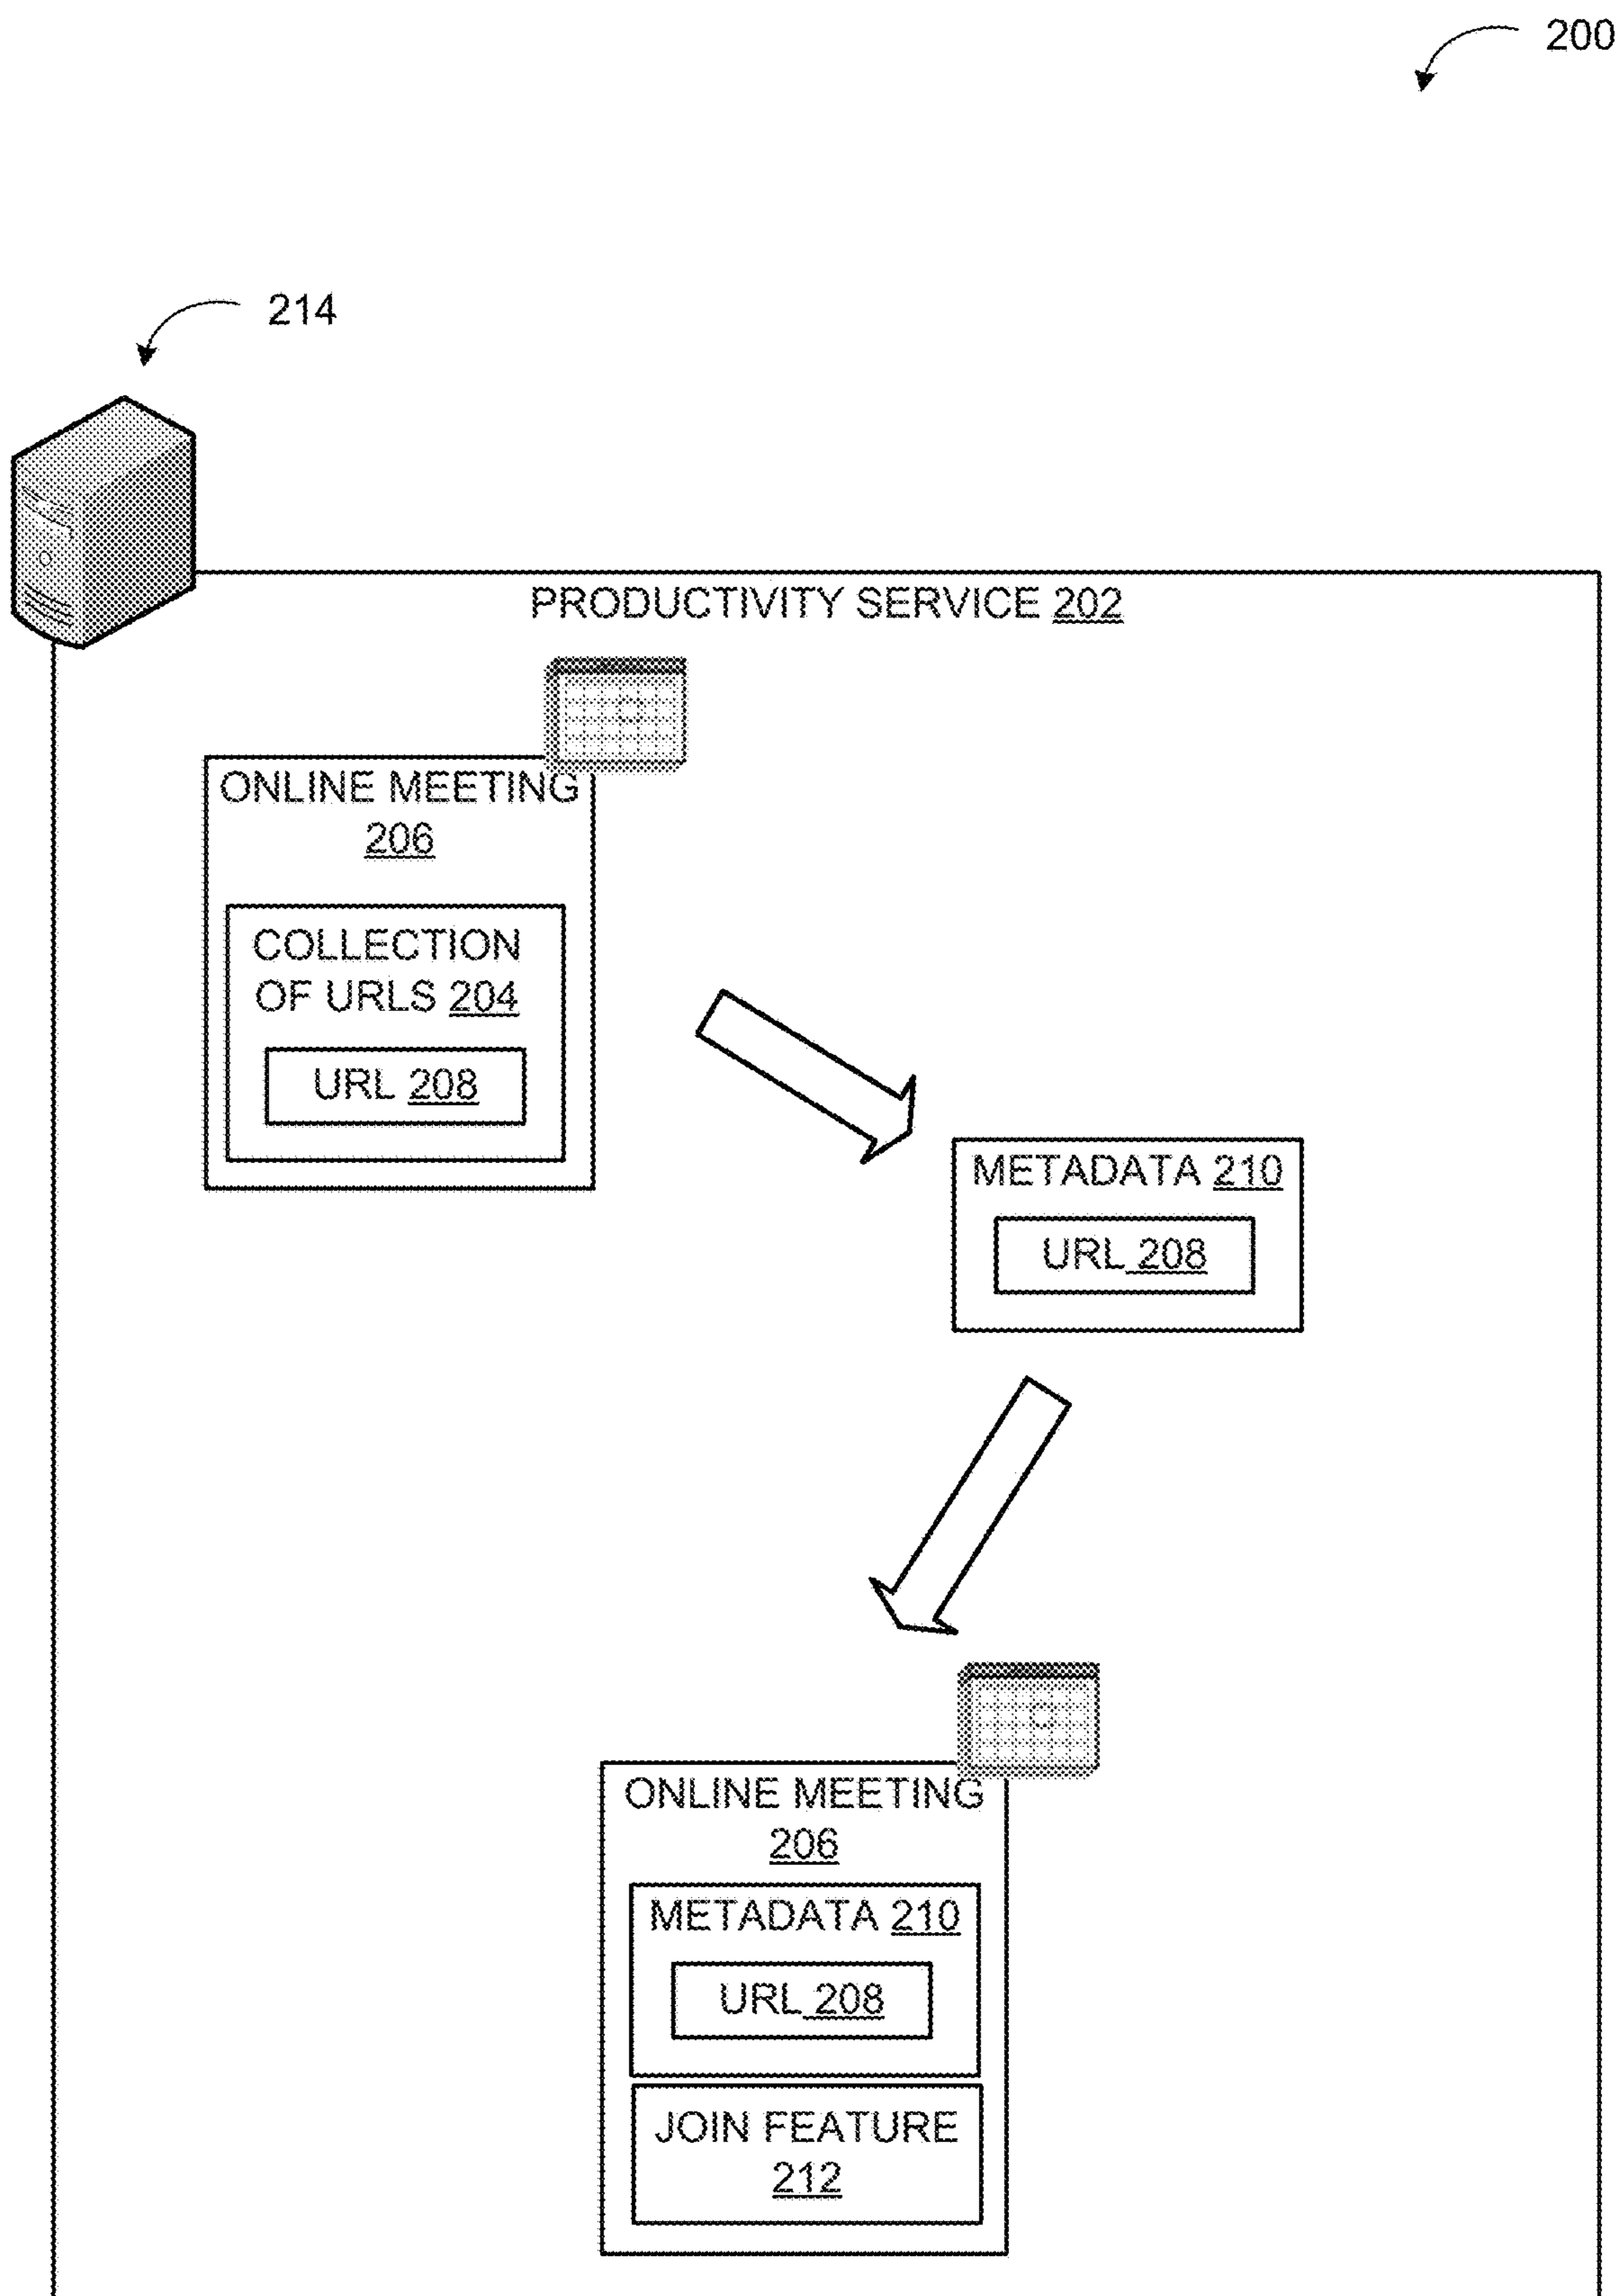 200
214
PRODUCTIVITY SERVICE 202
ONLINE MEETING
206
COLLECTION
OF URLS 204
URL 208
METADATA 210
URL 208
ONLINE MEETING
206
METADATA 210
URL 208
JOIN FEATURE
212